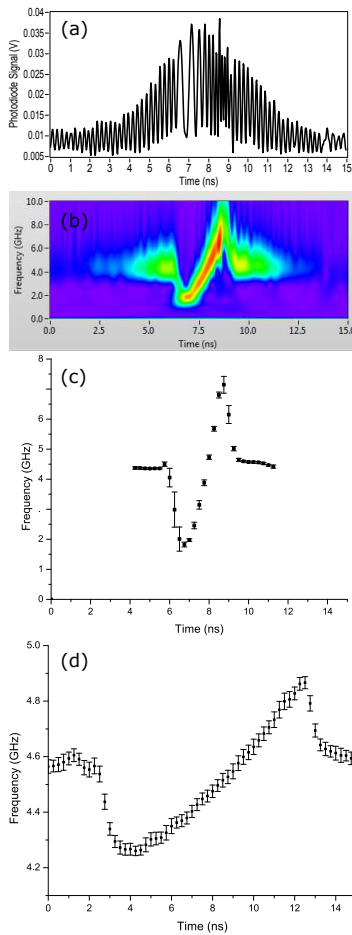 (a)
Photodiode Signal (V)
0.04
0.035
0.03
0.025
0.02
0.015
0.01
0.005
0 1 2 3 4 5 6 7 8 9 10 11 12 13 14 15
Time (ns)
(b)
Frequency (GHz)
10.0
8.0
6.0
4.0
2.0
0.0
0.0 2.5 5.0 7.5 10.0 12.5 15.0
Time (ns)
(c)
Frequency (GHz)
8
7
6
5
4
3
2
1
0
0 2 4 6 8 10 12 14
Time (ns)
(d)
Frequency (GHz)
5.0
4.8
4.6
4.4
4.2
0 2 4 6 8 10 12 14
Time (ns)